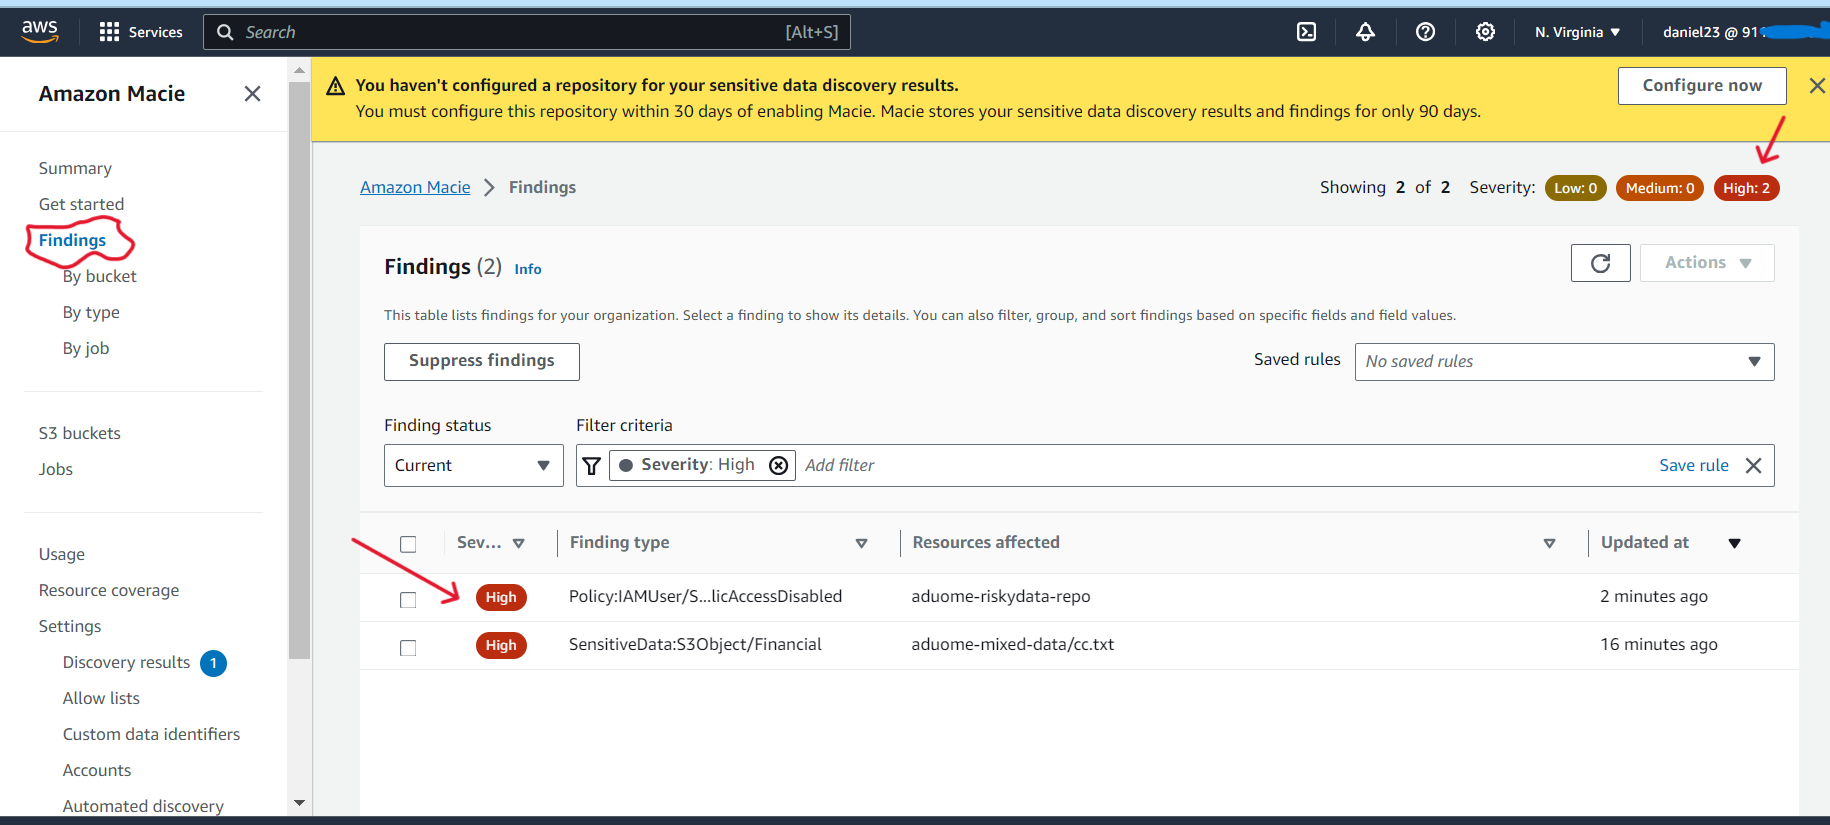 aws
Services
Search
[Alt+S]
N. Virginia
daniel23 @ 911
Amazon Macie
Summary
Get started
Findings
By bucket
By type
By job
S3 buckets
Jobs
Usage
Resource coverage
Settings
Discovery results 1
Allow lists
Custom data identifiers
Accounts
Automated discovery
You haven't configured a repository for your sensitive data discovery results.
You must configure this repository within 30 days of enabling Macie. Macie stores your sensitive data discovery results and findings for only 90 days.
Configure now
Amazon Macie Findings
Showing 2 of 2 Severity: Low: 0 Medium: 0 High: 2
Findings (2) Info
Actions
This table lists findings for your organization. Select a finding to show its details. You can also filter, group, and sort findings based on specific fields and field values.
Suppress findings
Saved rules No saved rules
Finding status Filter criteria
Current Severity: High Add filter Save rule
Sev... Finding type Resources affected Updated at
High Policy:IAMUser/S...licAccessDisabled aduome-riskydata-repo 2 minutes ago
High SensitiveData:S3Object/Financial aduome-mixed-data/cc.txt 16 minutes ago